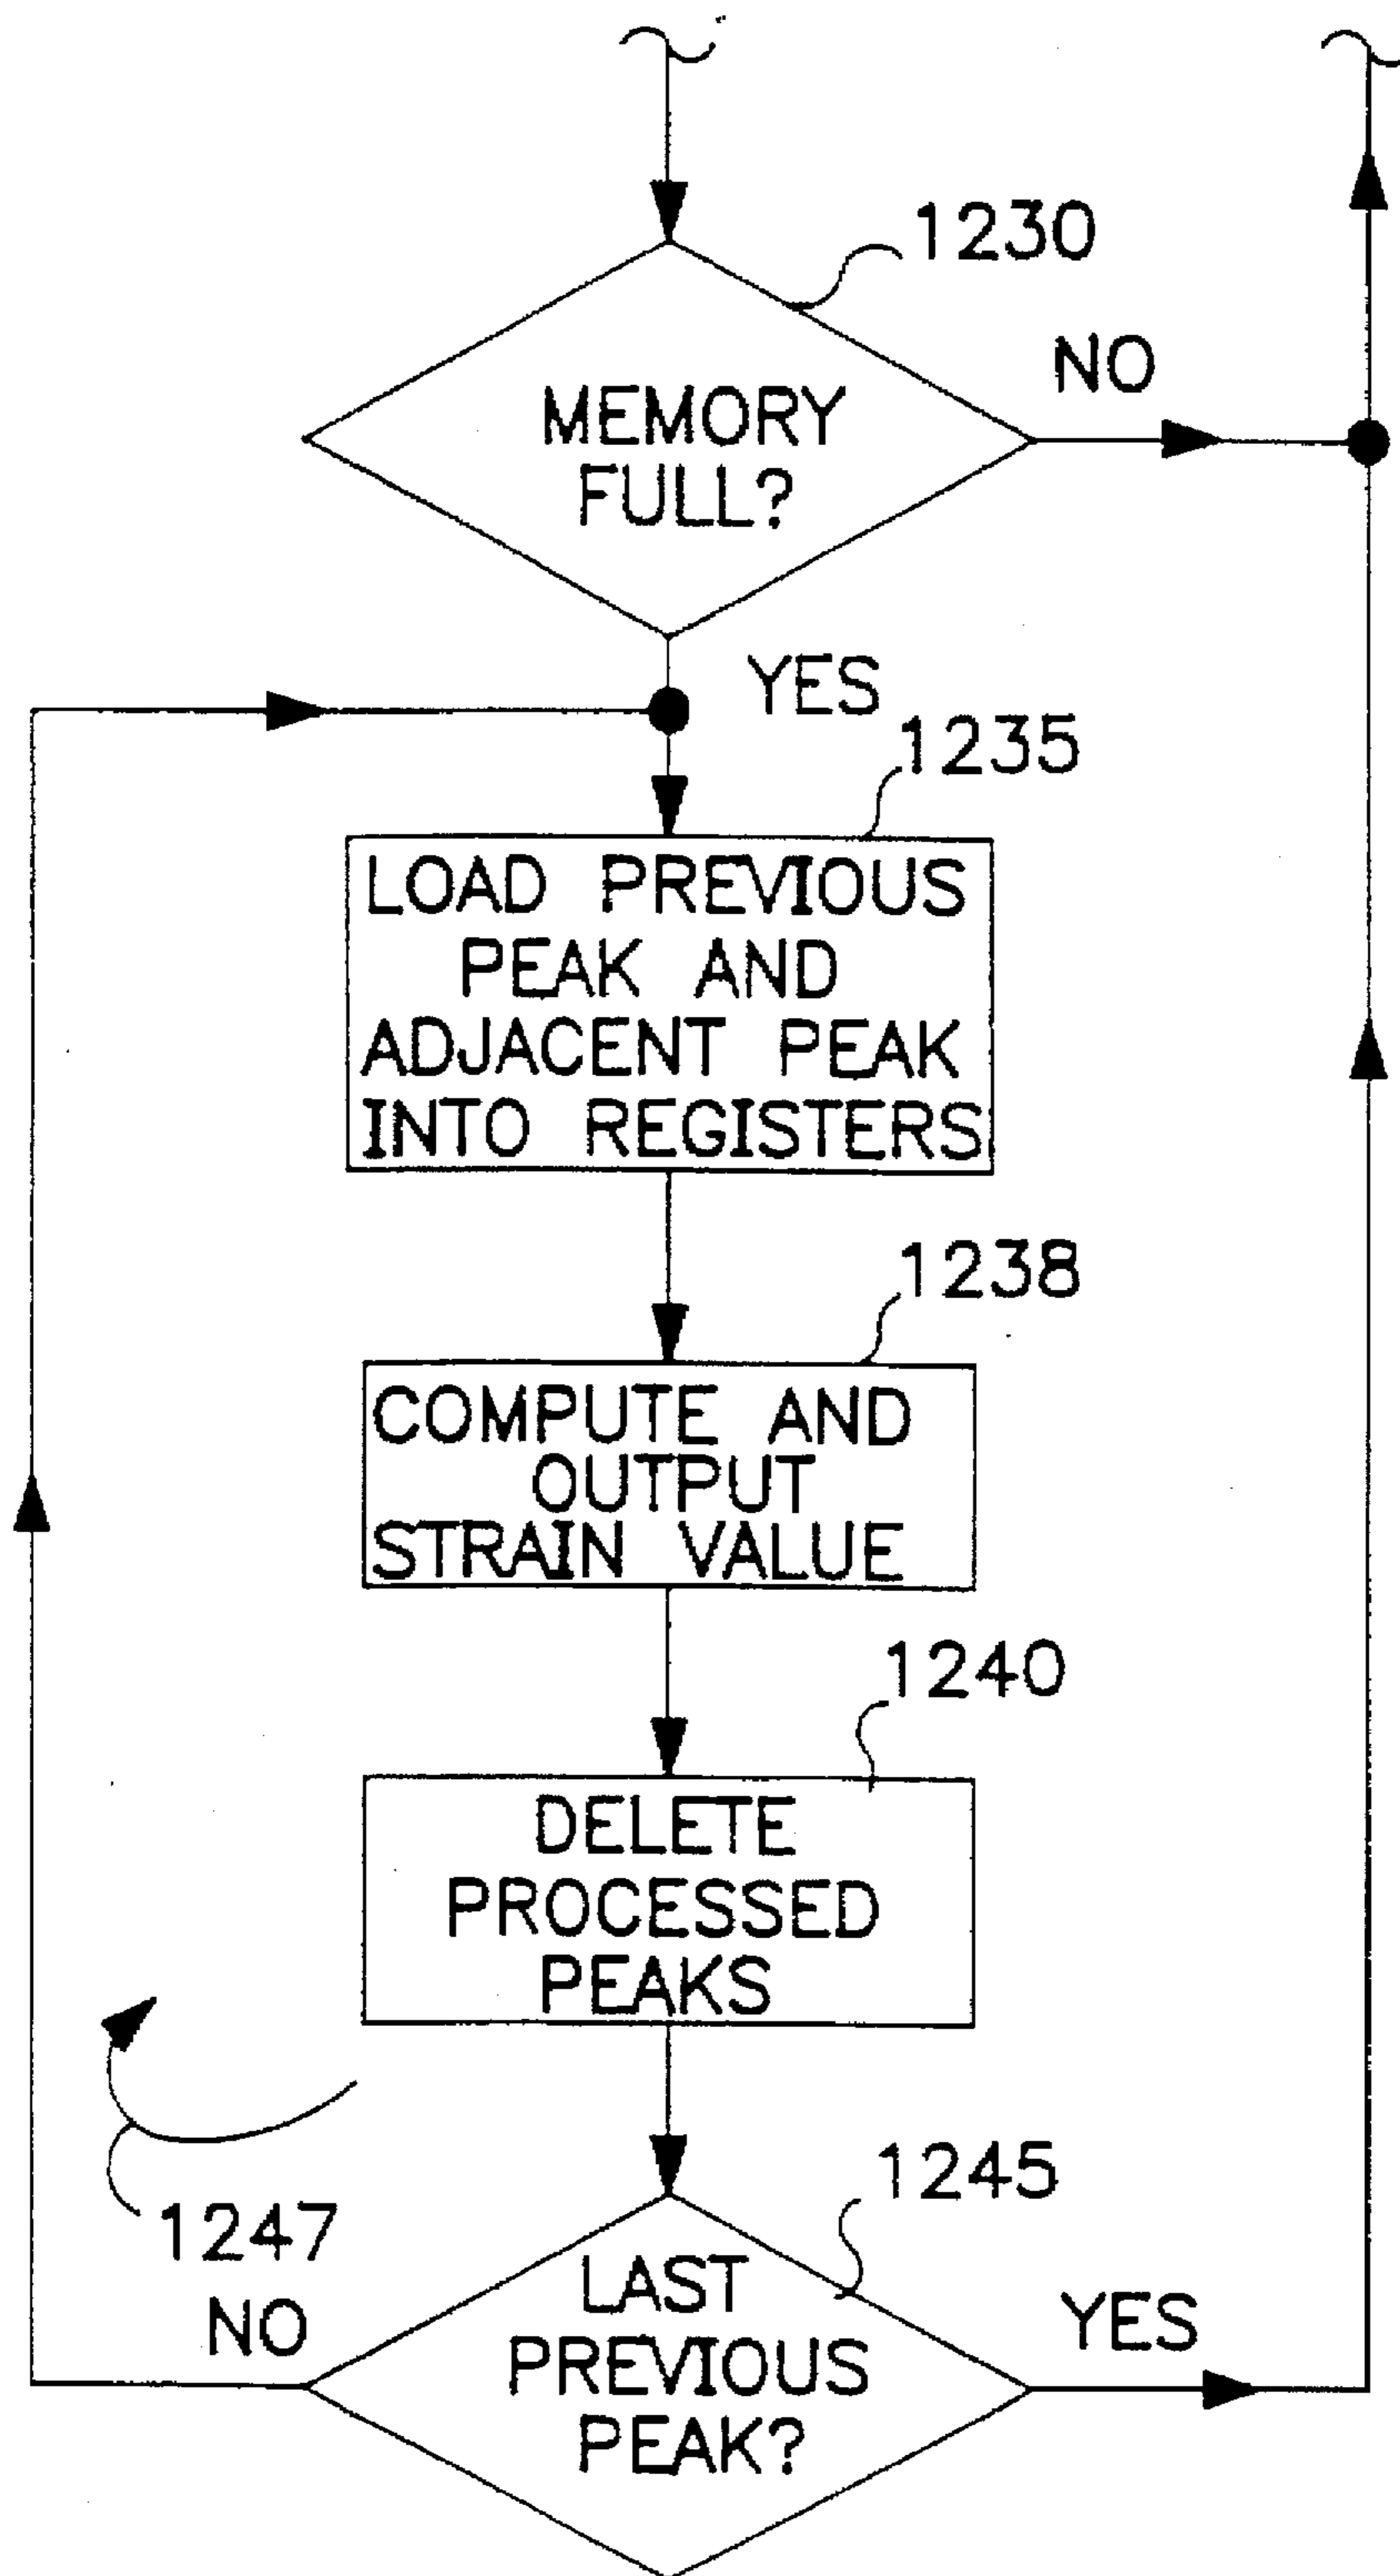 1230
NO
MEMORY
FULL?
YES
1235
LOAD PREVIOUS
PEAK AND
ADJACENT PEAK
INTO REGISTERS
1238
COMPUTE AND
OUTPUT
STRAIN VALUE
1240
DELETE
PROCESSED
PEAKS
1247
1245
NO
LAST
PREVIOUS
PEAK?
YES